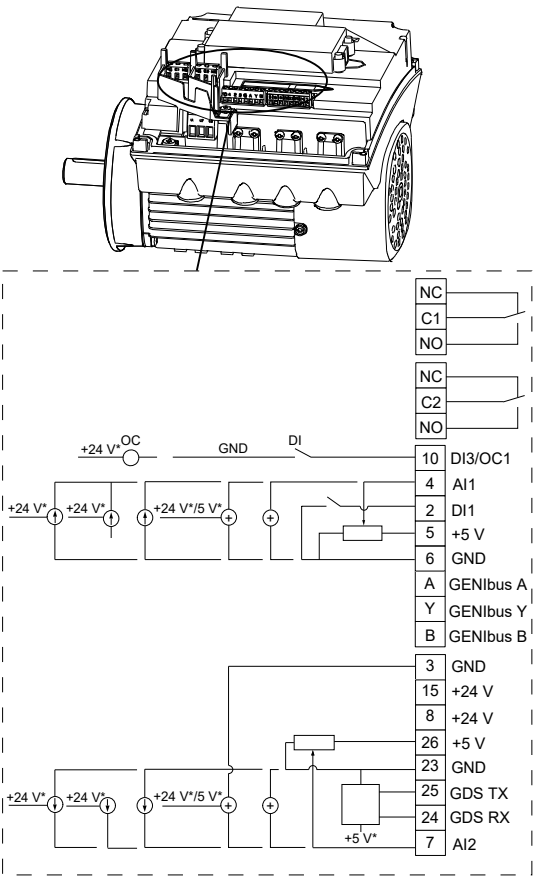 NC
C1
NO
NC
C2
NO
+24 V* OC GND DI 10 DI3/OC1
4 AI1
+24 V* +24 V* +24 V*/5 V* 2 DI1
5 +5 V
6 GND
A GENIbus A
Y GENIbus Y
B GENIbus B
3 GND
15 +24 V
8 +24 V
26 +5 V
23 GND
+24 V* +24 V* +24 V*/5 V* 25 GDS TX
24 GDS RX
+5 V*
7 AI2